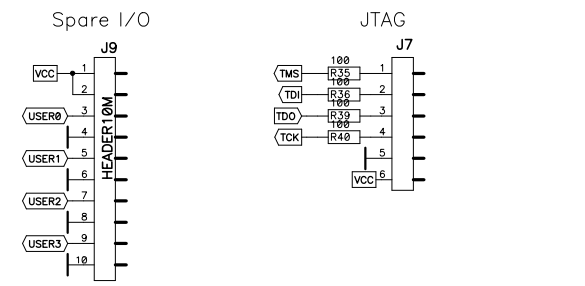 Spare I/O
J9
VCC 1
2
USER0 3
4
USER1 5
6
USER2 7
8
USER3 9
10
HEADER10M
JTAG
J7
100
TMS R35 1
100
TDI R36 2
100
TDO R39 3
100
TCK R40 4
5
VCC 6